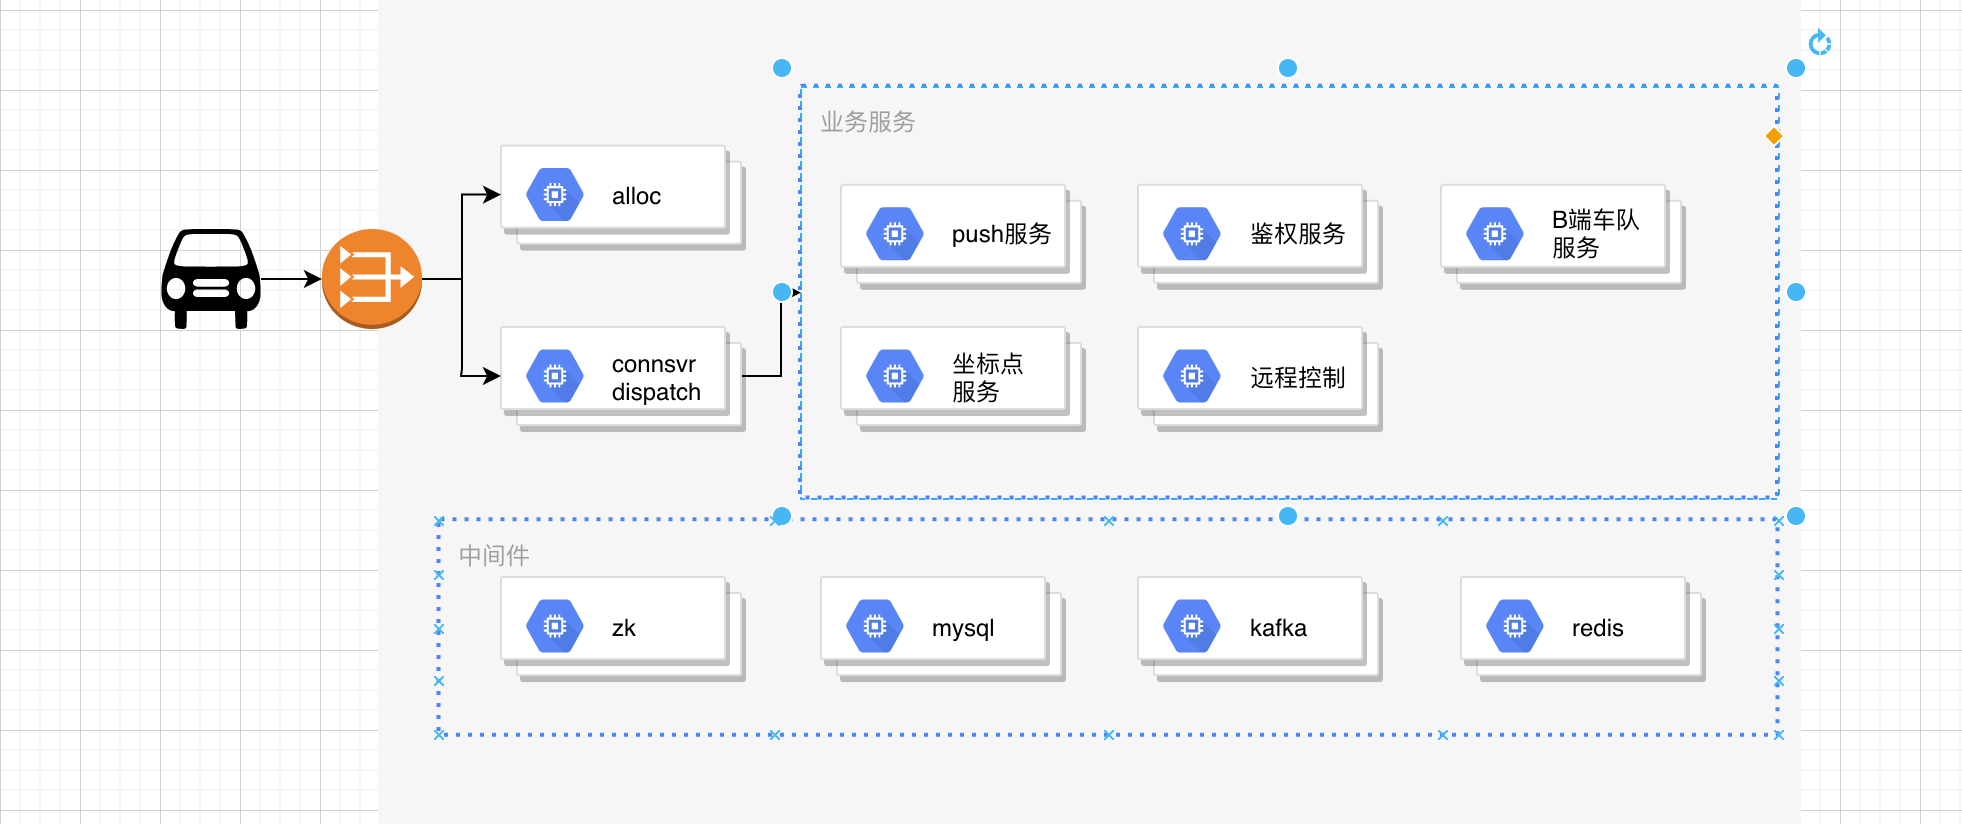 业务服务
alloc
push服务
鉴权服务
B端车队
服务
connsvr
dispatch
坐标点
服务
远程控制
中间件
zk
mysql
kafka
redis